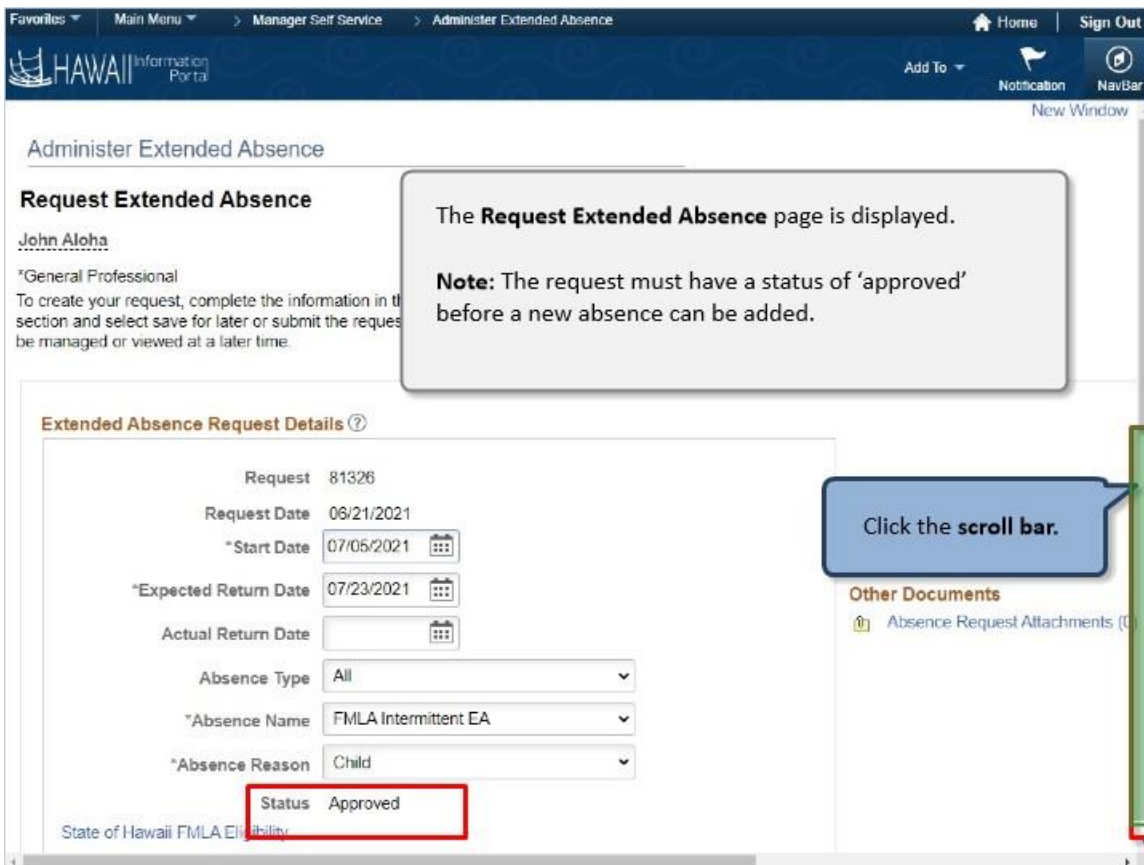 Favorites Main Menu > Manager Self Service > Administer Extended Absence Home Sign Out
HAWAII Information Portal
Add To Notification NavBar
New Window
Administer Extended Absence
Request Extended Absence
John Aloha
*General Professional
To create your request, complete the information in
section and select save for later or submit the
be managed or viewed at a later time.
The Request Extended Absence page is displayed.
Note: The request must have a status of ‘approved’
before a new absence can be added.
Extended Absence Request Details
Request 81326
Request Date 06/21/2021
*Start Date 07/05/2021
*Expected Return Date 07/23/2021
Actual Return Date
Absence Type All
*Absence Name FMLA Intermittent EA
*Absence Reason Child
Status Approved
State of Hawaii FMLA Eligibility
Click the scroll bar.
Other Documents
Absence Request Attachments